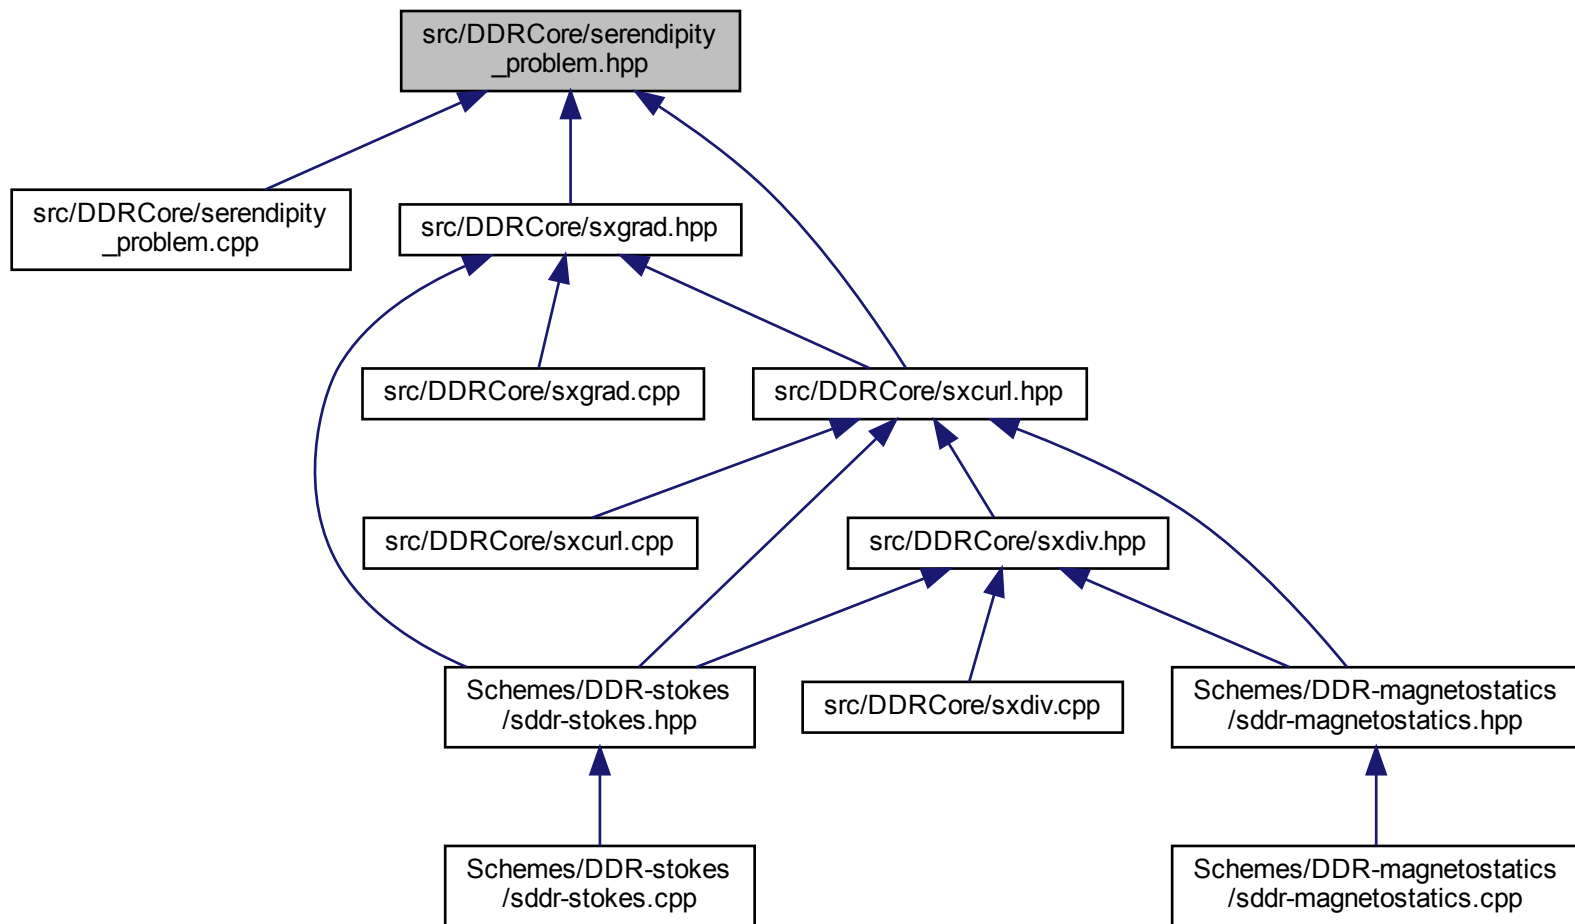 src/DDRCore/serendipity
_problem.hpp
src/DDRCore/serendipity
_problem.cpp
src/DDRCore/sxgrad.hpp
src/DDRCore/sxgrad.cpp
src/DDRCore/sxcurl.hpp
src/DDRCore/sxcurl.cpp
src/DDRCore/sxdiv.hpp
Schemes/DDR-stokes
/sddr-stokes.hpp
src/DDRCore/sxdiv.cpp
Schemes/DDR-magnetostatics
/sddr-magnetostatics.hpp
Schemes/DDR-stokes
/sddr-stokes.cpp
Schemes/DDR-magnetostatics
/sddr-magnetostatics.cpp